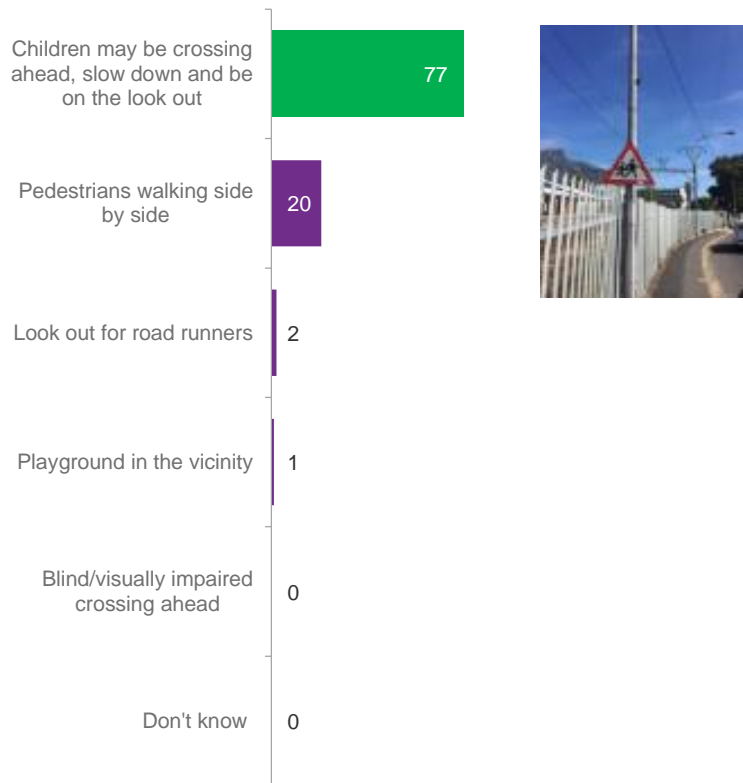 Children may be crossing
ahead, slow down and be
on the look out
77
Pedestrians walking side
by side
20
Look out for road runners
2
Playground in the vicinity
1
Blind/visually impaired
crossing ahead
0
Don't know
0